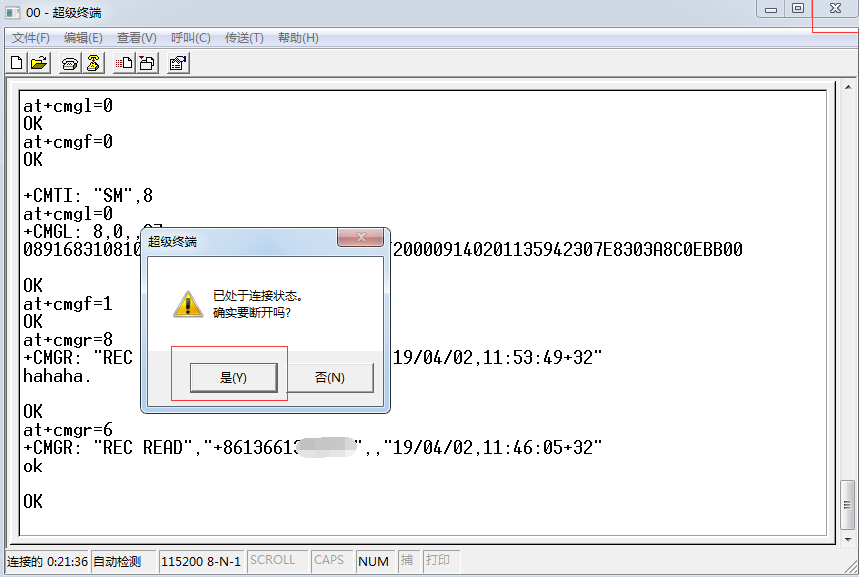 00 - 超级终端
文件(F) 编辑(E) 查看(V) 呼叫(C) 传送(T) 帮助(H)
at+cmgl=0
OK
at+cmgf=0
OK
+CMTI: "SM",8
at+cmgl=0
+CMGL: 8,0,,27
089168310810 200009140201135942307E8303A8C0EBB00
OK
at+cmgf=1
OK
at+cmgr=8
+CMGR: "REC 19/04/02,11:53:49+32"
hahaha.
OK
at+cmgr=6
+CMGR: "REC READ","+86136613 ",,"19/04/02,11:46:05+32"
ok
OK
超级终端
已处于连接状态。
确实要断开吗?
是(Y) 否(N)
连接的 0:21:36 自动检测 115200 8-N-1 SCROLL CAPS NUM 捕 打印